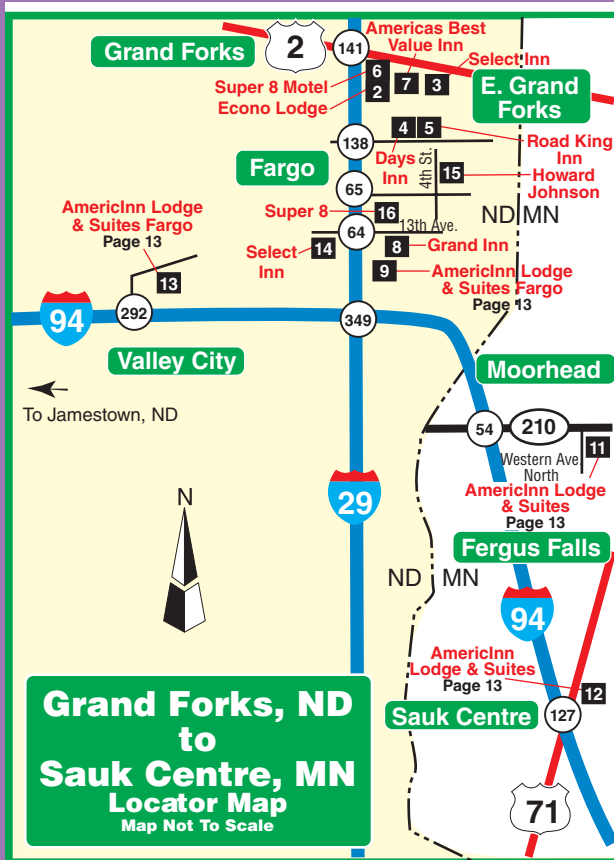 Grand Forks
2
141
Americas Best
Value Inn
Select Inn
Super 8 Motel
Econo Lodge
6
2
7
3
E. Grand
Forks
138
4
5
Days
Inn
4th St.
Road King
Inn
Fargo
65
15
Howard
Johnson
Super 8
16
13th Ave.
ND
MN
AmericInn Lodge
& Suites Fargo
Page 13
13
Select
Inn
14
64
8
Grand Inn
9
AmericInn Lodge
& Suites Fargo
Page 13
94
292
349
Valley City
Moorhead
To Jamestown, ND
54
210
Western Ave.
North
11
AmericInn Lodge
& Suites
Page 13
N
29
Fergus Falls
ND
MN
94
AmericInn
Lodge & Suites
Page 13
12
Sauk Centre
127
71
Grand Forks, ND
to
Sauk Centre, MN
Locator Map
Map Not To Scale